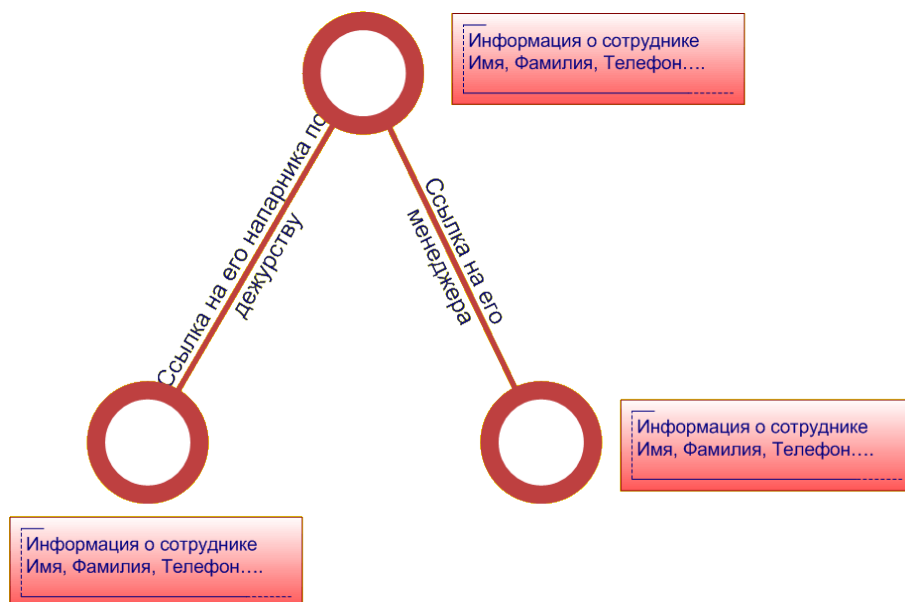 Информация о сотруднике
Имя, Фамилия, Телефон....
Ссылка на его напарника по
дежурству
Ссылка на его
менеджера
Информация о сотруднике
Имя, Фамилия, Телефон....
Информация о сотруднике
Имя, Фамилия, Телефон....